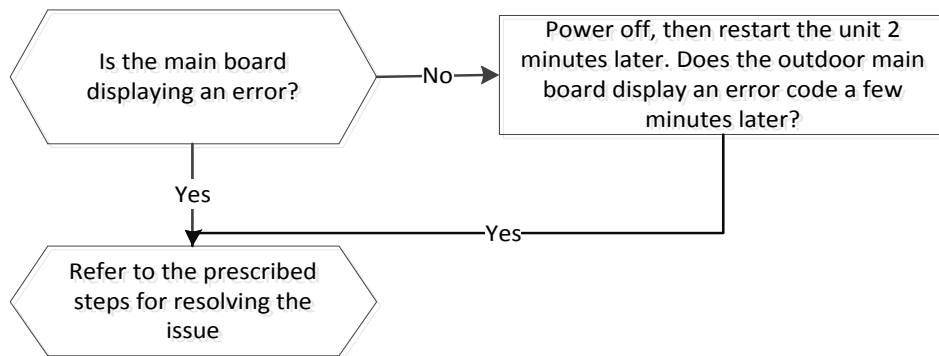 Is the main board
displaying an error?
No
Power off, then restart the unit 2
minutes later. Does the outdoor main
board display an error code a few
minutes later?
Yes
Yes
Refer to the prescribed
steps for resolving the
issue